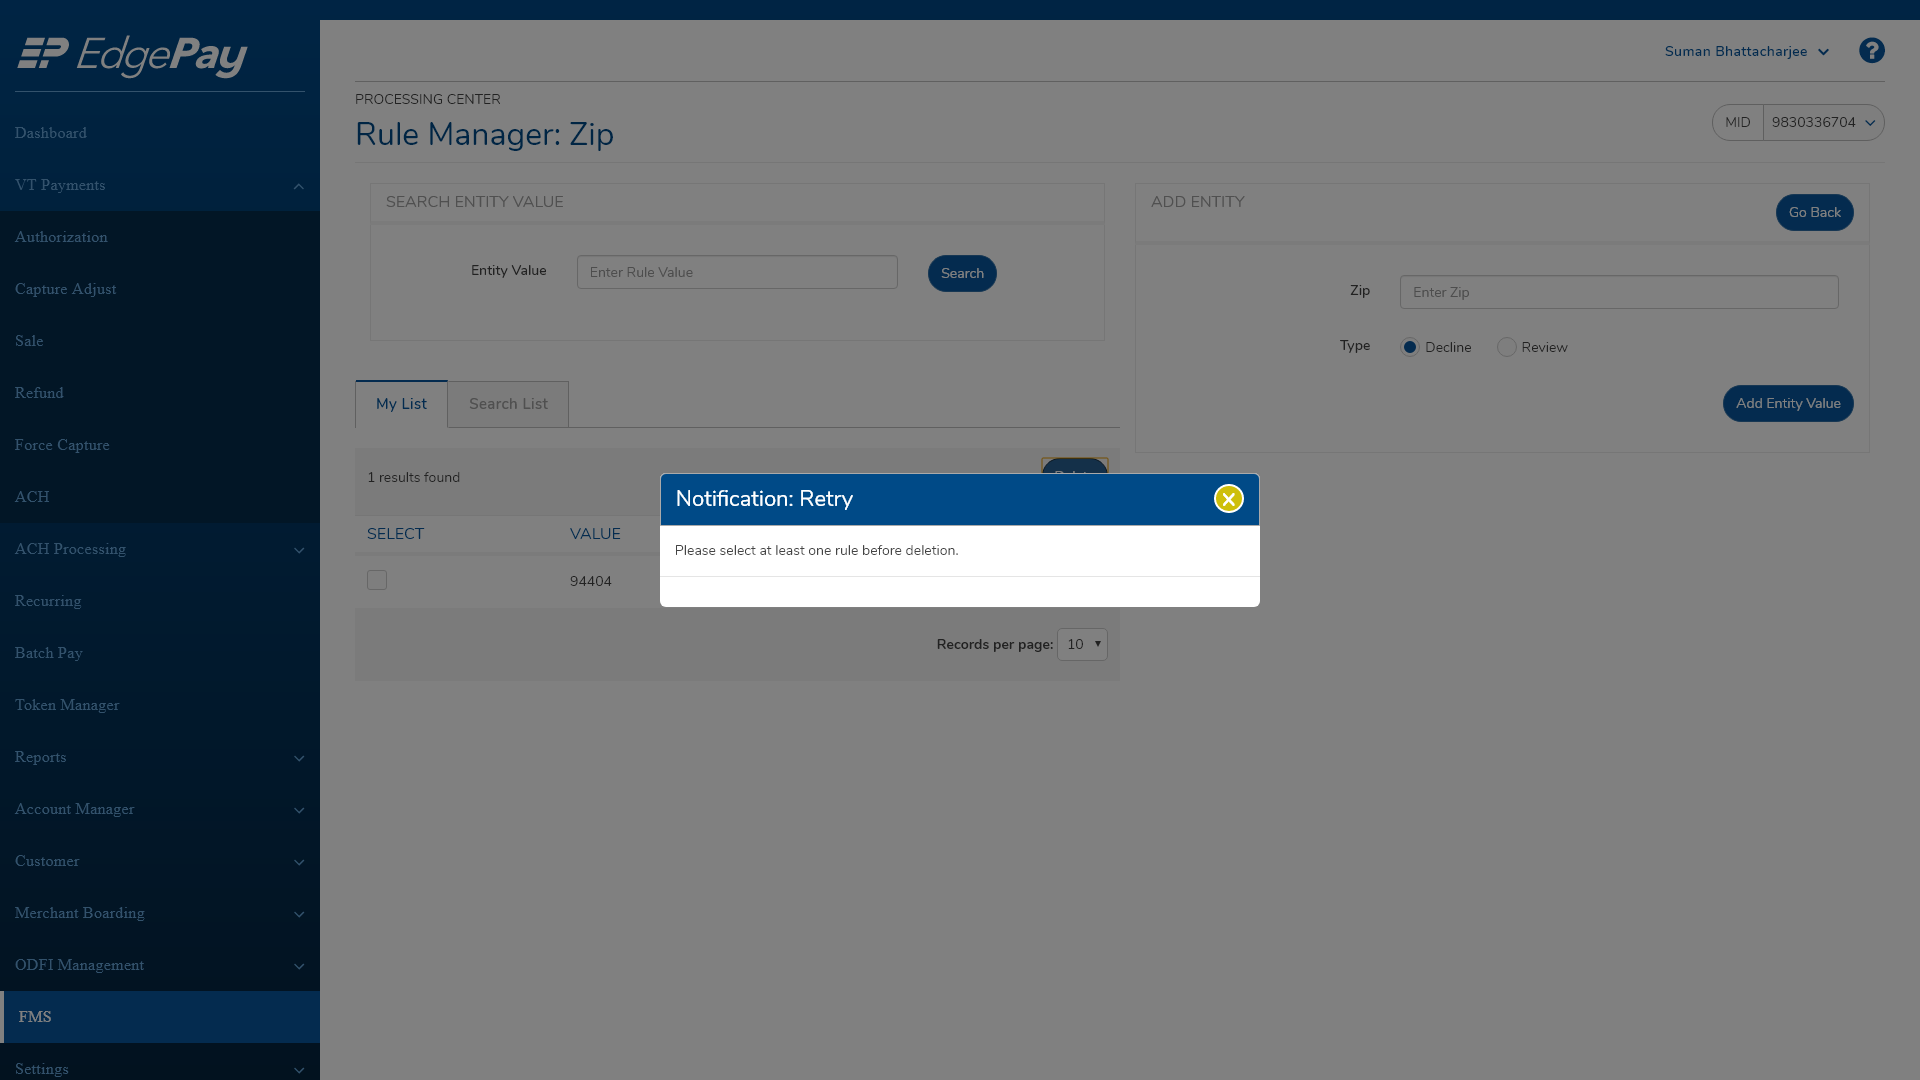 EdgePay
Dashboard
VT Payments
Authorization
Capture Adjust
Sale
Refund
Force Capture
ACH
ACH Processing
Recurring
Batch Pay
Token Manager
Reports
Account Manager
Customer
Merchant Boarding
ODFI Management
FMS
Settings
Suman Bhattacharjee
?
PROCESSING CENTER
Rule Manager: Zip
MID 9830336704
SEARCH ENTITY VALUE
Entity Value Enter Rule Value Search
ADD ENTITY
Go Back
Zip Enter Zip
Type Decline Review
Add Entity Value
My List Search List
1 results found
SELECT VALUE
94404
Records per page: 10
Notification: Retry
Please select at least one rule before deletion.